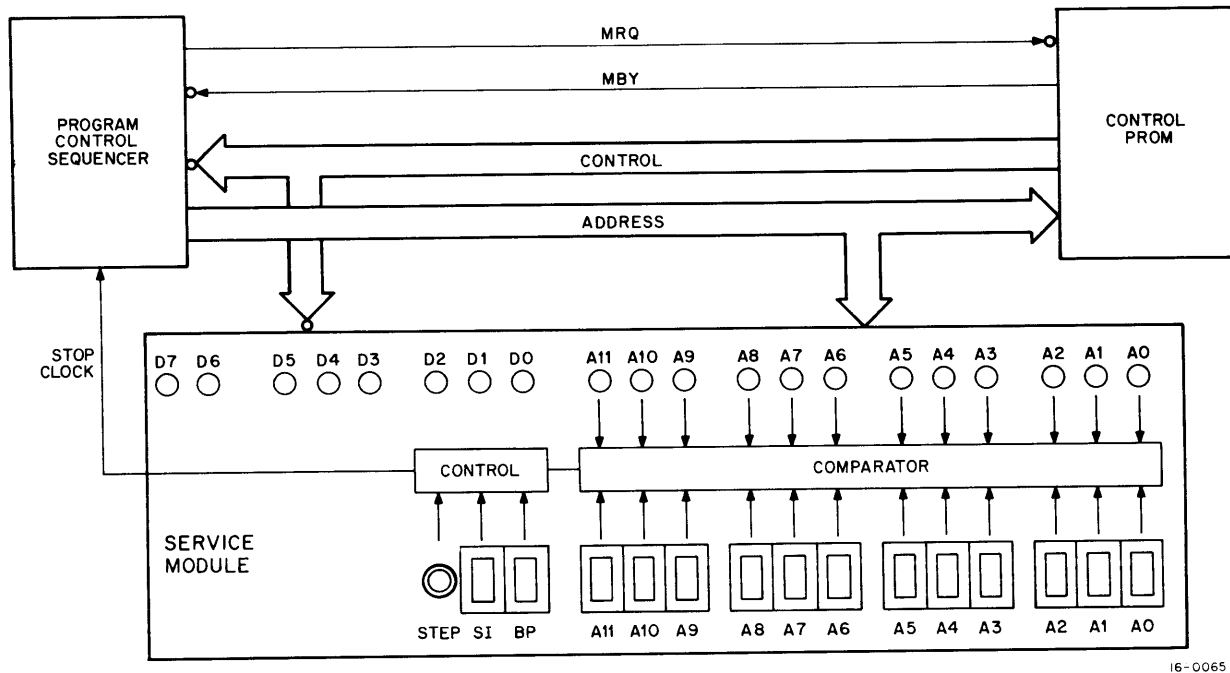 MRQ
MBY
PROGRAM
CONTROL
SEQUENCER
CONTROL
PROM
CONTROL
ADDRESS
STOP
CLOCK
D7 D6 D5 D4 D3 D2 D1 D0 A11 A10 A9 A8 A7 A6 A5 A4 A3 A2 A1 A0
CONTROL
COMPARATOR
SERVICE
MODULE
STEP SI BP A11 A10 A9 A8 A7 A6 A5 A4 A3 A2 A1 A0
16-0065